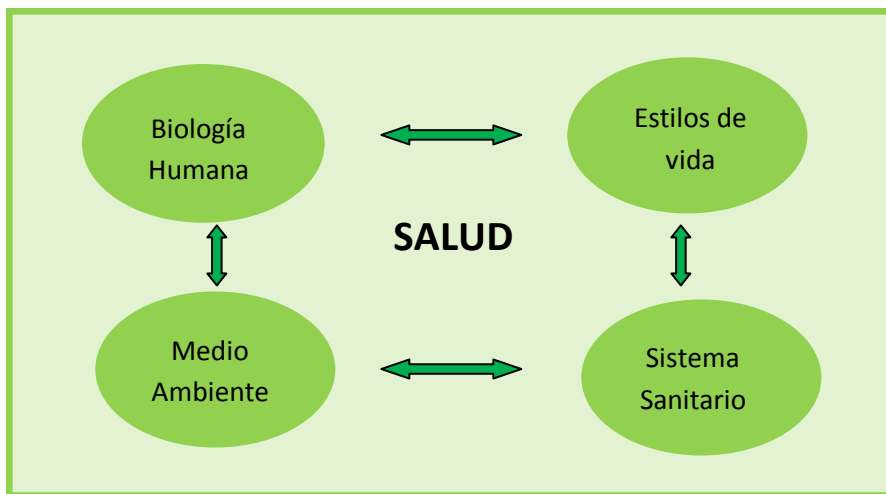 Biología
Humana
Estilos de
vida
SALUD
Medio
Ambiente
Sistema
Sanitario